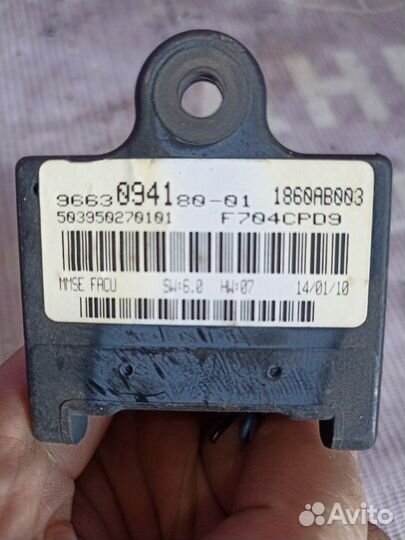 9663094180-01 1860AB003
503950270101 F704CPD9
MMSE FACU SW:6.0 HW:07 14/01/10
Avito